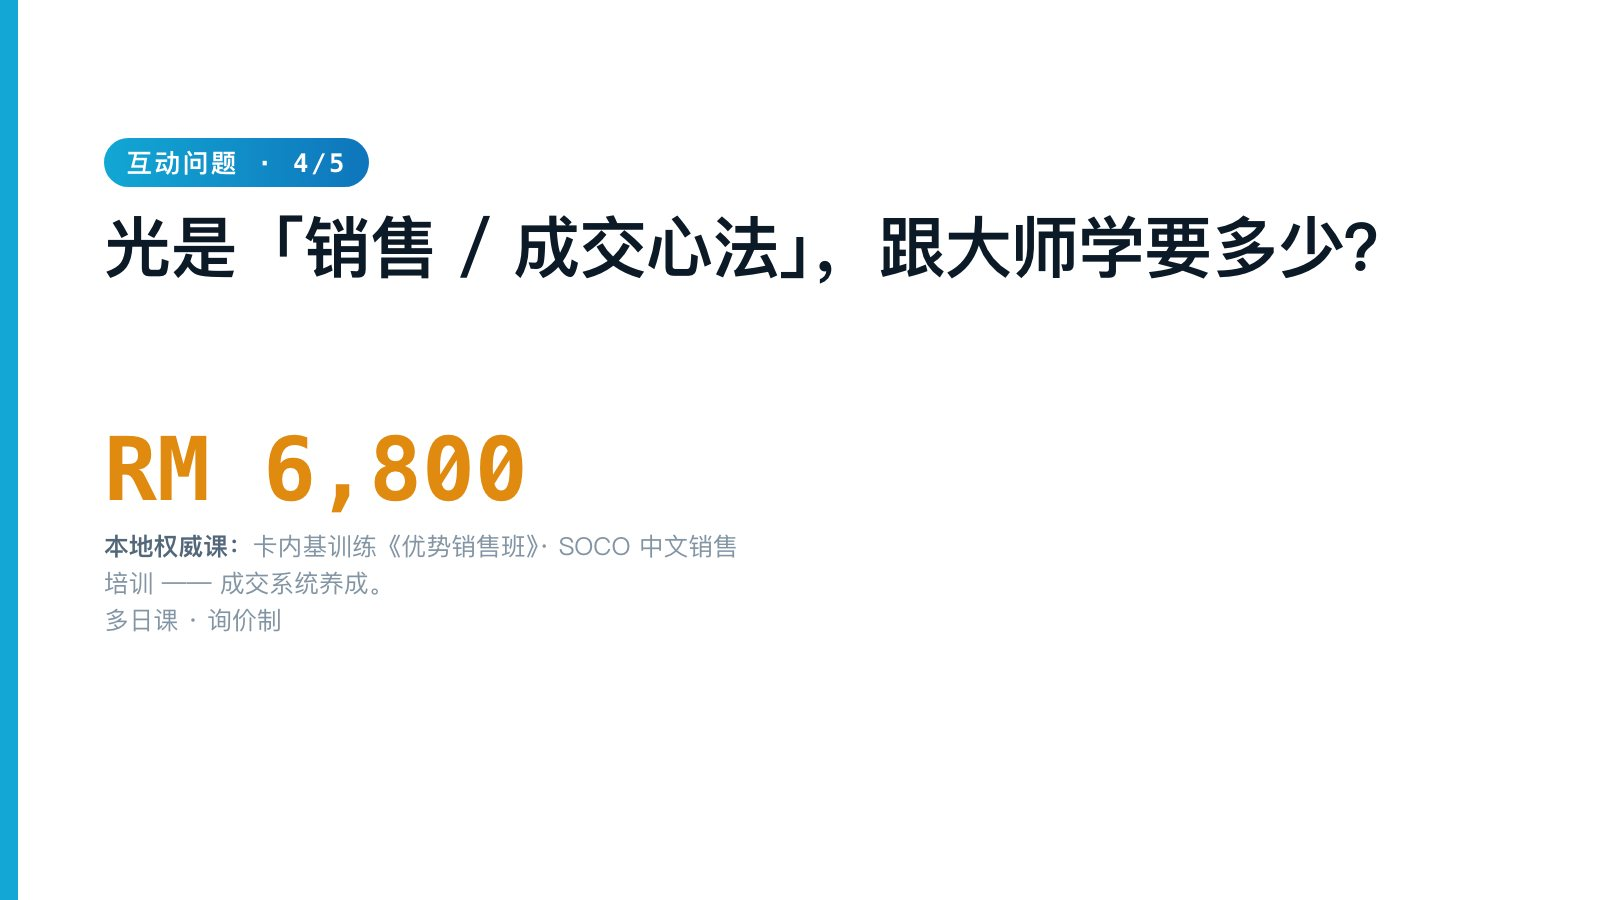 互动问题 · 4/5
光是「销售 / 成交心法」，跟大师学要多少？
RM 6,800
本地权威课：卡内基训练《优势销售班》· SOCO 中文销售
培训 —— 成交系统养成。
多日课 · 询价制